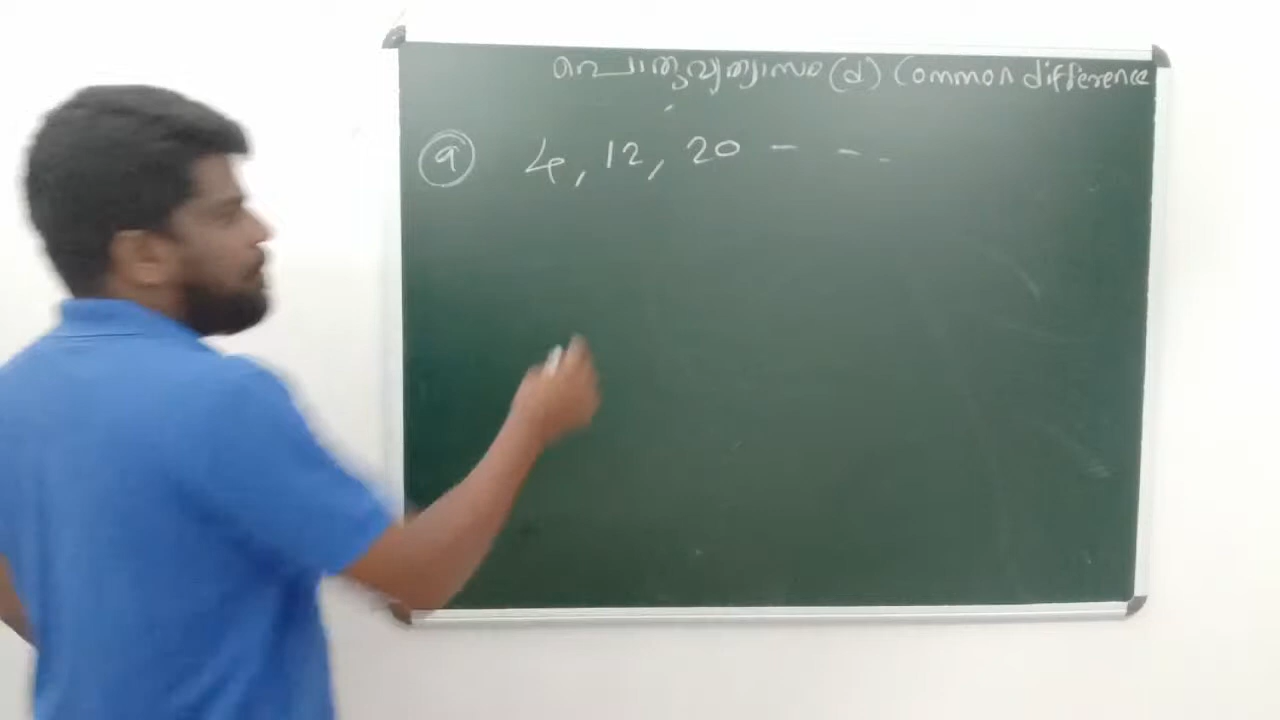 പൊതുവ്യത്യാസം (d) Common difference
(a) 4, 12, 20 - - -